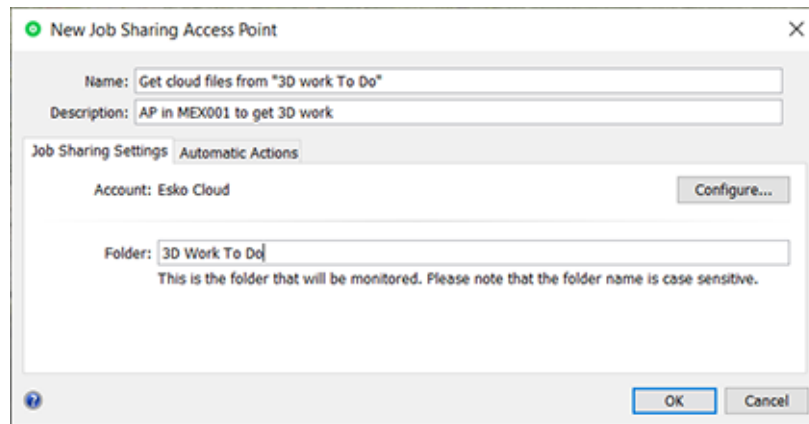 New Job Sharing Access Point
Name: Get cloud files from "3D work To Do"
Description: AP in MEX001 to get 3D work
Job Sharing Settings Automatic Actions
Account: Esko Cloud Configure...
Folder: 3D Work To Do
This is the folder that will be monitored. Please note that the folder name is case sensitive.
? OK Cancel